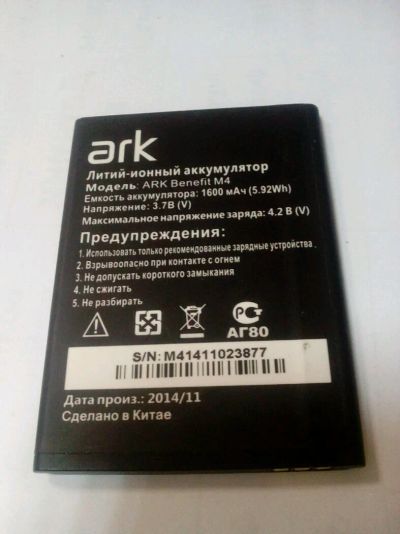 ark
Литий-ионный аккумулятор
Модель: ARK Benefit M4
Емкость аккумулятора: 1600 мАч (5.92Wh)
Напряжение: 3.7В (V)
Максимальное напряжение заряда: 4.2 В (V)
Предупреждения:
1. Использовать только рекомендованные зарядные устройства.
2. Взрывоопасно при контакте с огнем
3. Не допускать короткого замыкания
4. Не сжигать
5. Не разбирать
АГ80
S/N: M41411023877
Дата произ.: 2014/11
Сделано в Китае